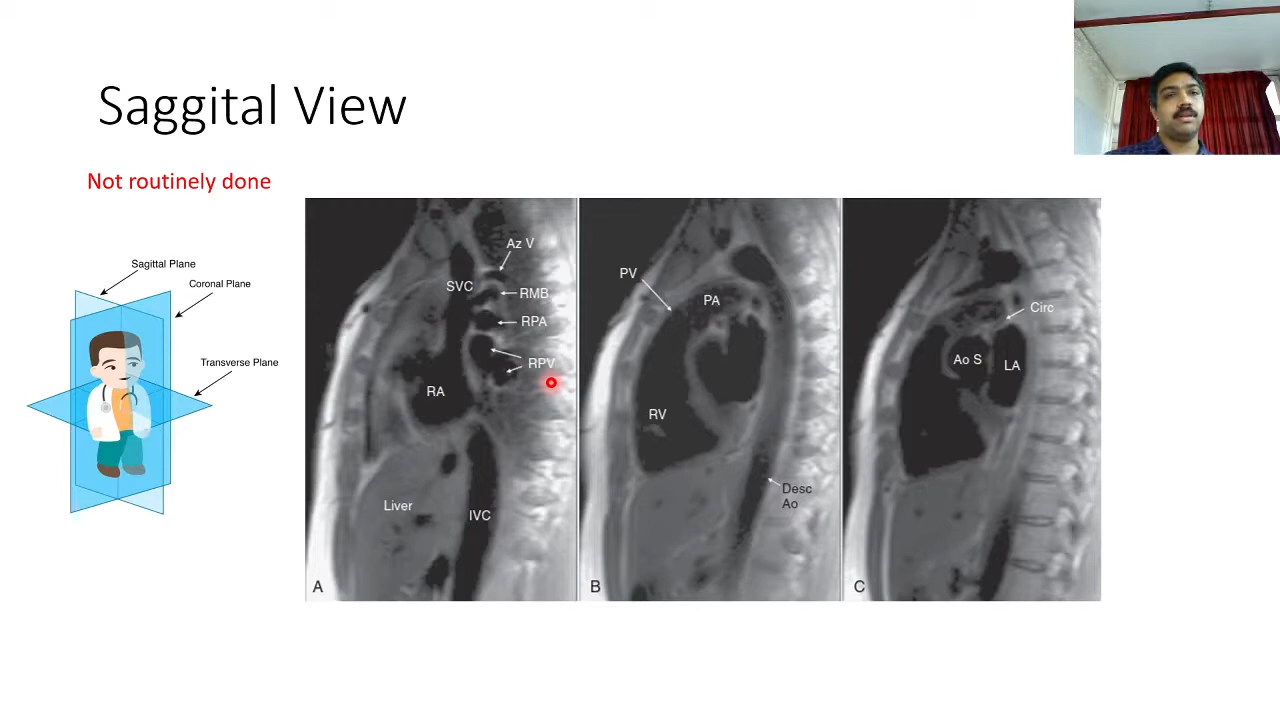 Saggital View
Not routinely done
Sagittal Plane
Coronal Plane
Transverse Plane
Az V
SVC
RMB
RPA
RPV
RA
Liver
IVC
A
PV
PA
RV
Desc
Ao
B
Circ
Ao S
LA
C